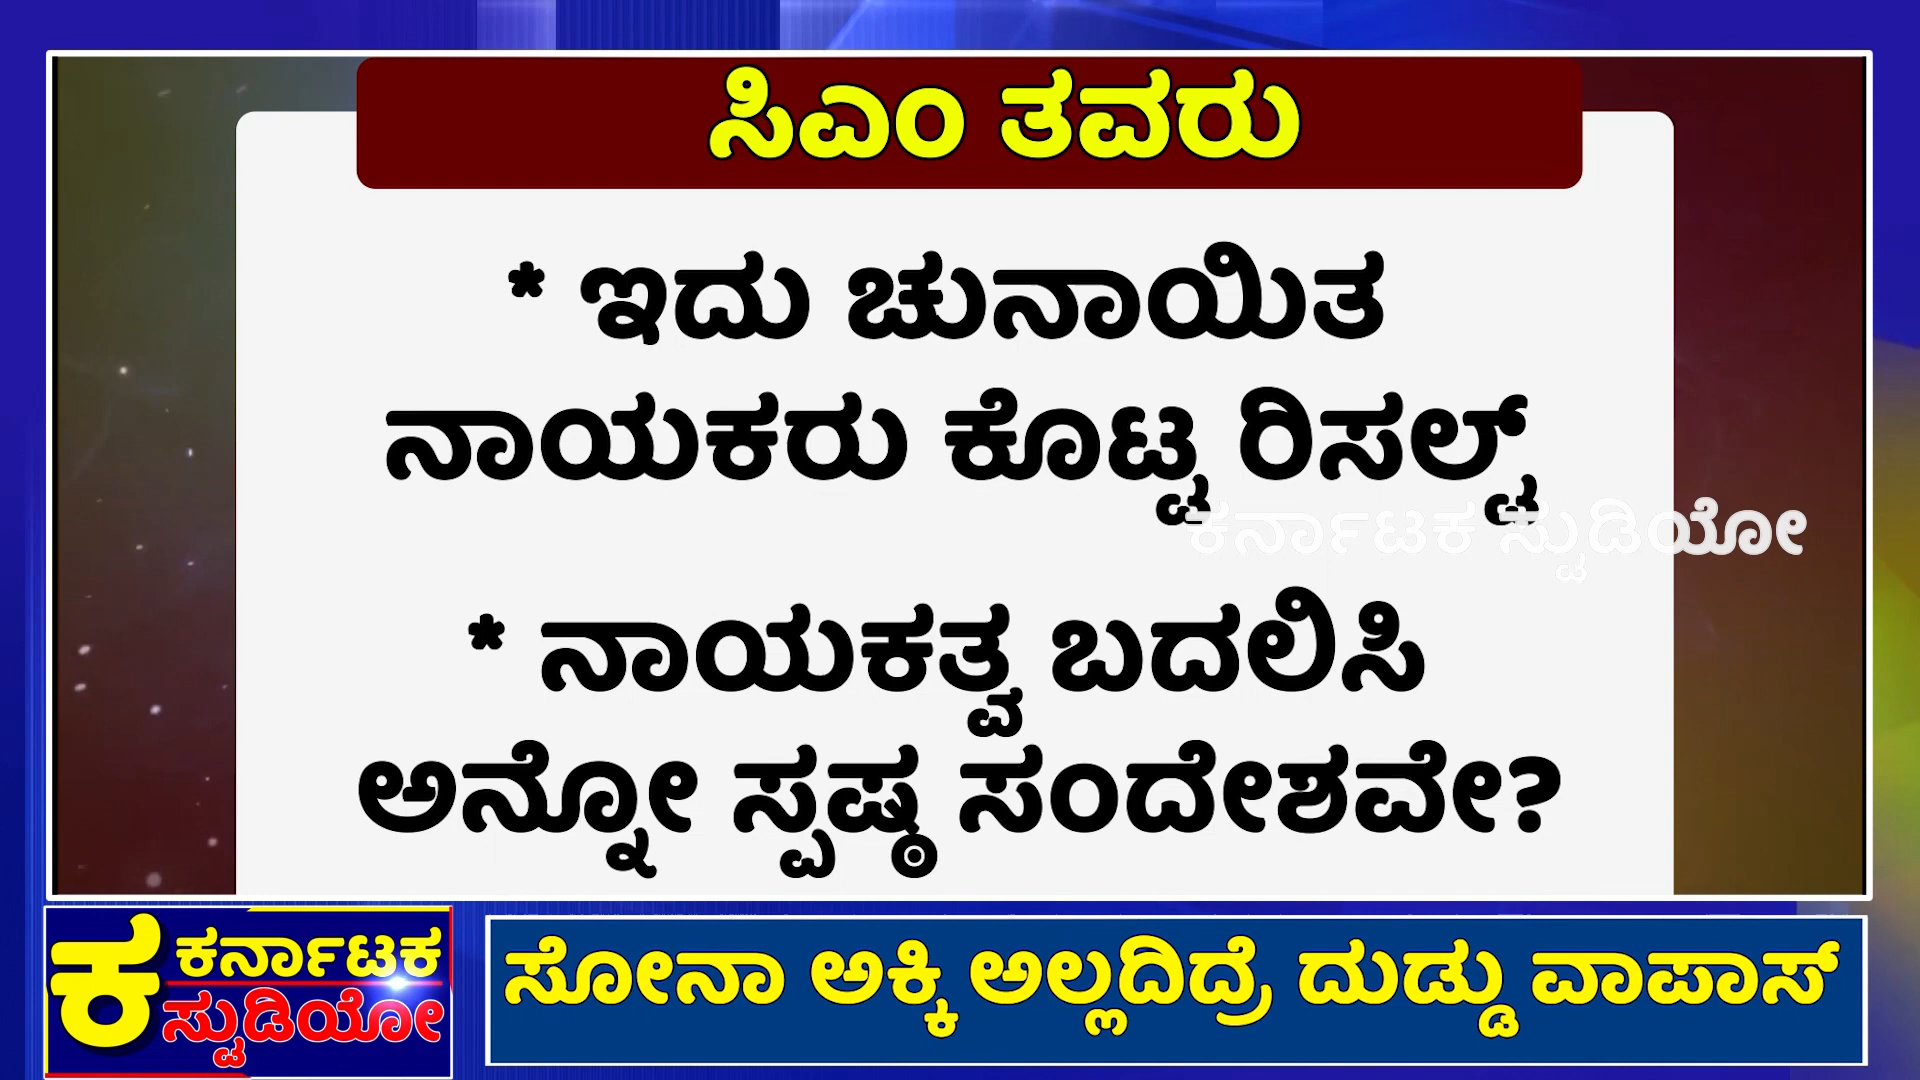 ಸಿಎಂ ತವರು
* ಇದು ಚುನಾಯಿತ
ನಾಯಕರು ಕೊಟ್ಟ ರಿಸಲ್ಟ್
ಕರ್ನಾಟಕ ಸ್ಟುಡಿಯೋ
* ನಾಯಕತ್ವ ಬದಲಿಸಿ
ಅನ್ನೋ ಸ್ಪಷ್ಠ ಸಂದೇಶವೇ?
ಕ ಕರ್ನಾಟಕ
ಸ್ಟುಡಿಯೋ
ಸೋನಾ ಅಕ್ಕಿ ಅಲ್ಲದಿದ್ರೆ ದುಡ್ಡು ವಾಪಾಸ್